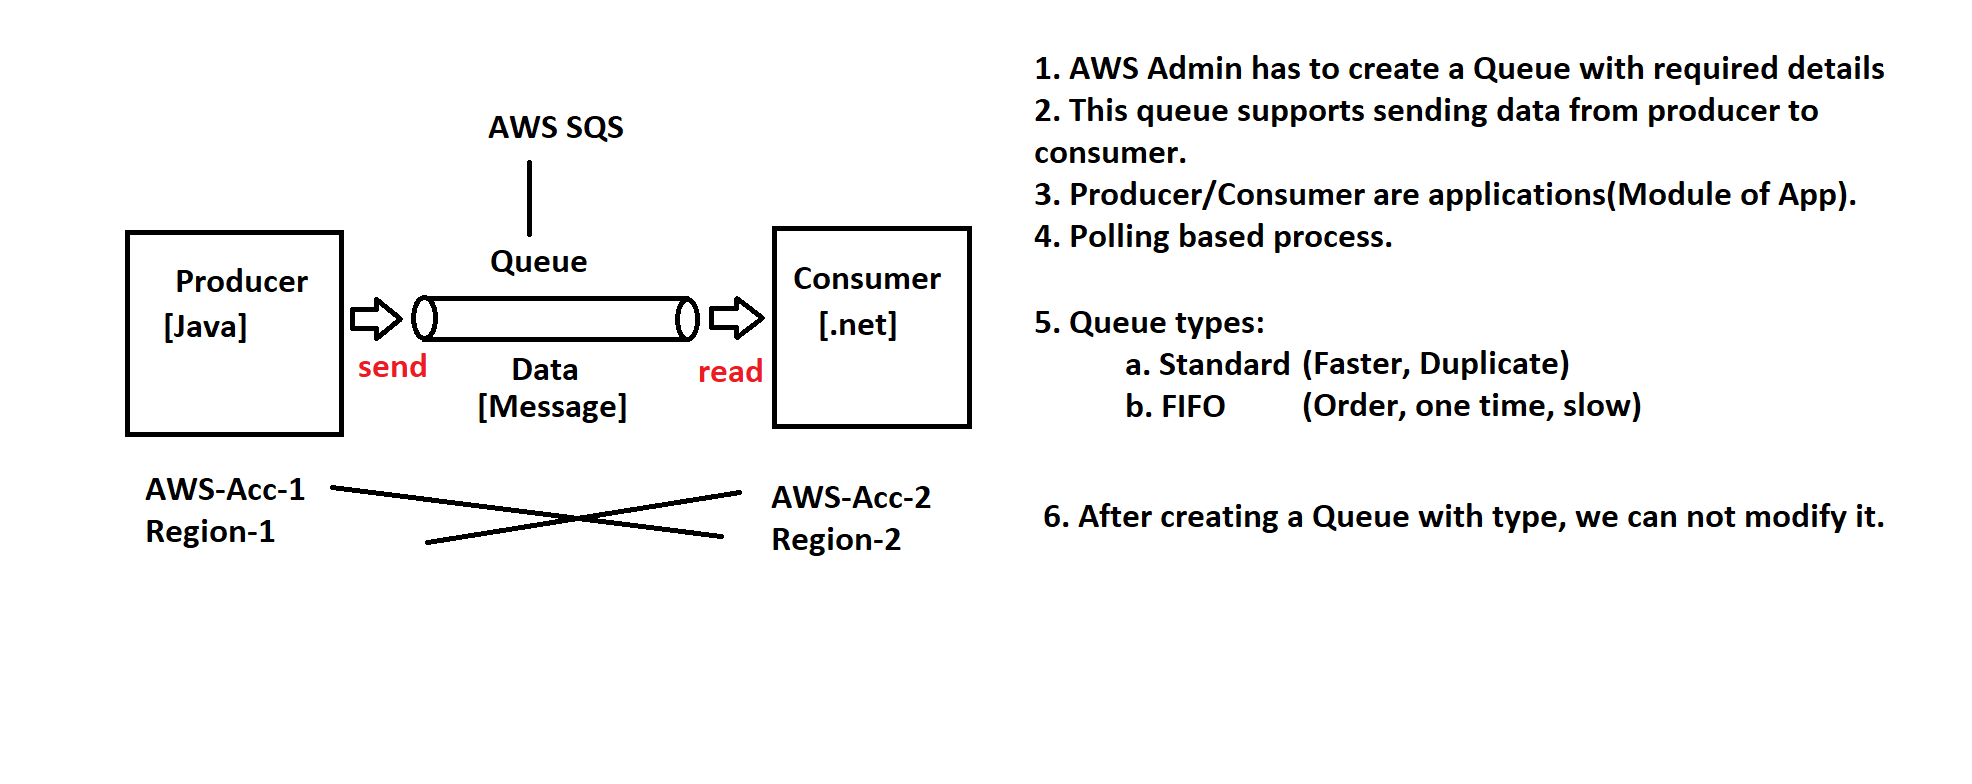 AWS SQS
Queue
Producer
[Java]
send
Data
[Message]
read
Consumer
[.net]
AWS-Acc-1
Region-1
AWS-Acc-2
Region-2
1. AWS Admin has to create a Queue with required details
2. This queue supports sending data from producer to
consumer.
3. Producer/Consumer are applications(Module of App).
4. Polling based process.
5. Queue types:
a. Standard (Faster, Duplicate)
b. FIFO (Order, one time, slow)
6. After creating a Queue with type, we can not modify it.